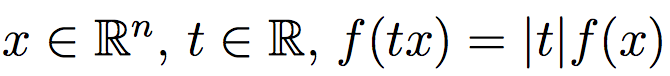 x ∈ ℝⁿ, t ∈ ℝ, f(tx) = |t|f(x)